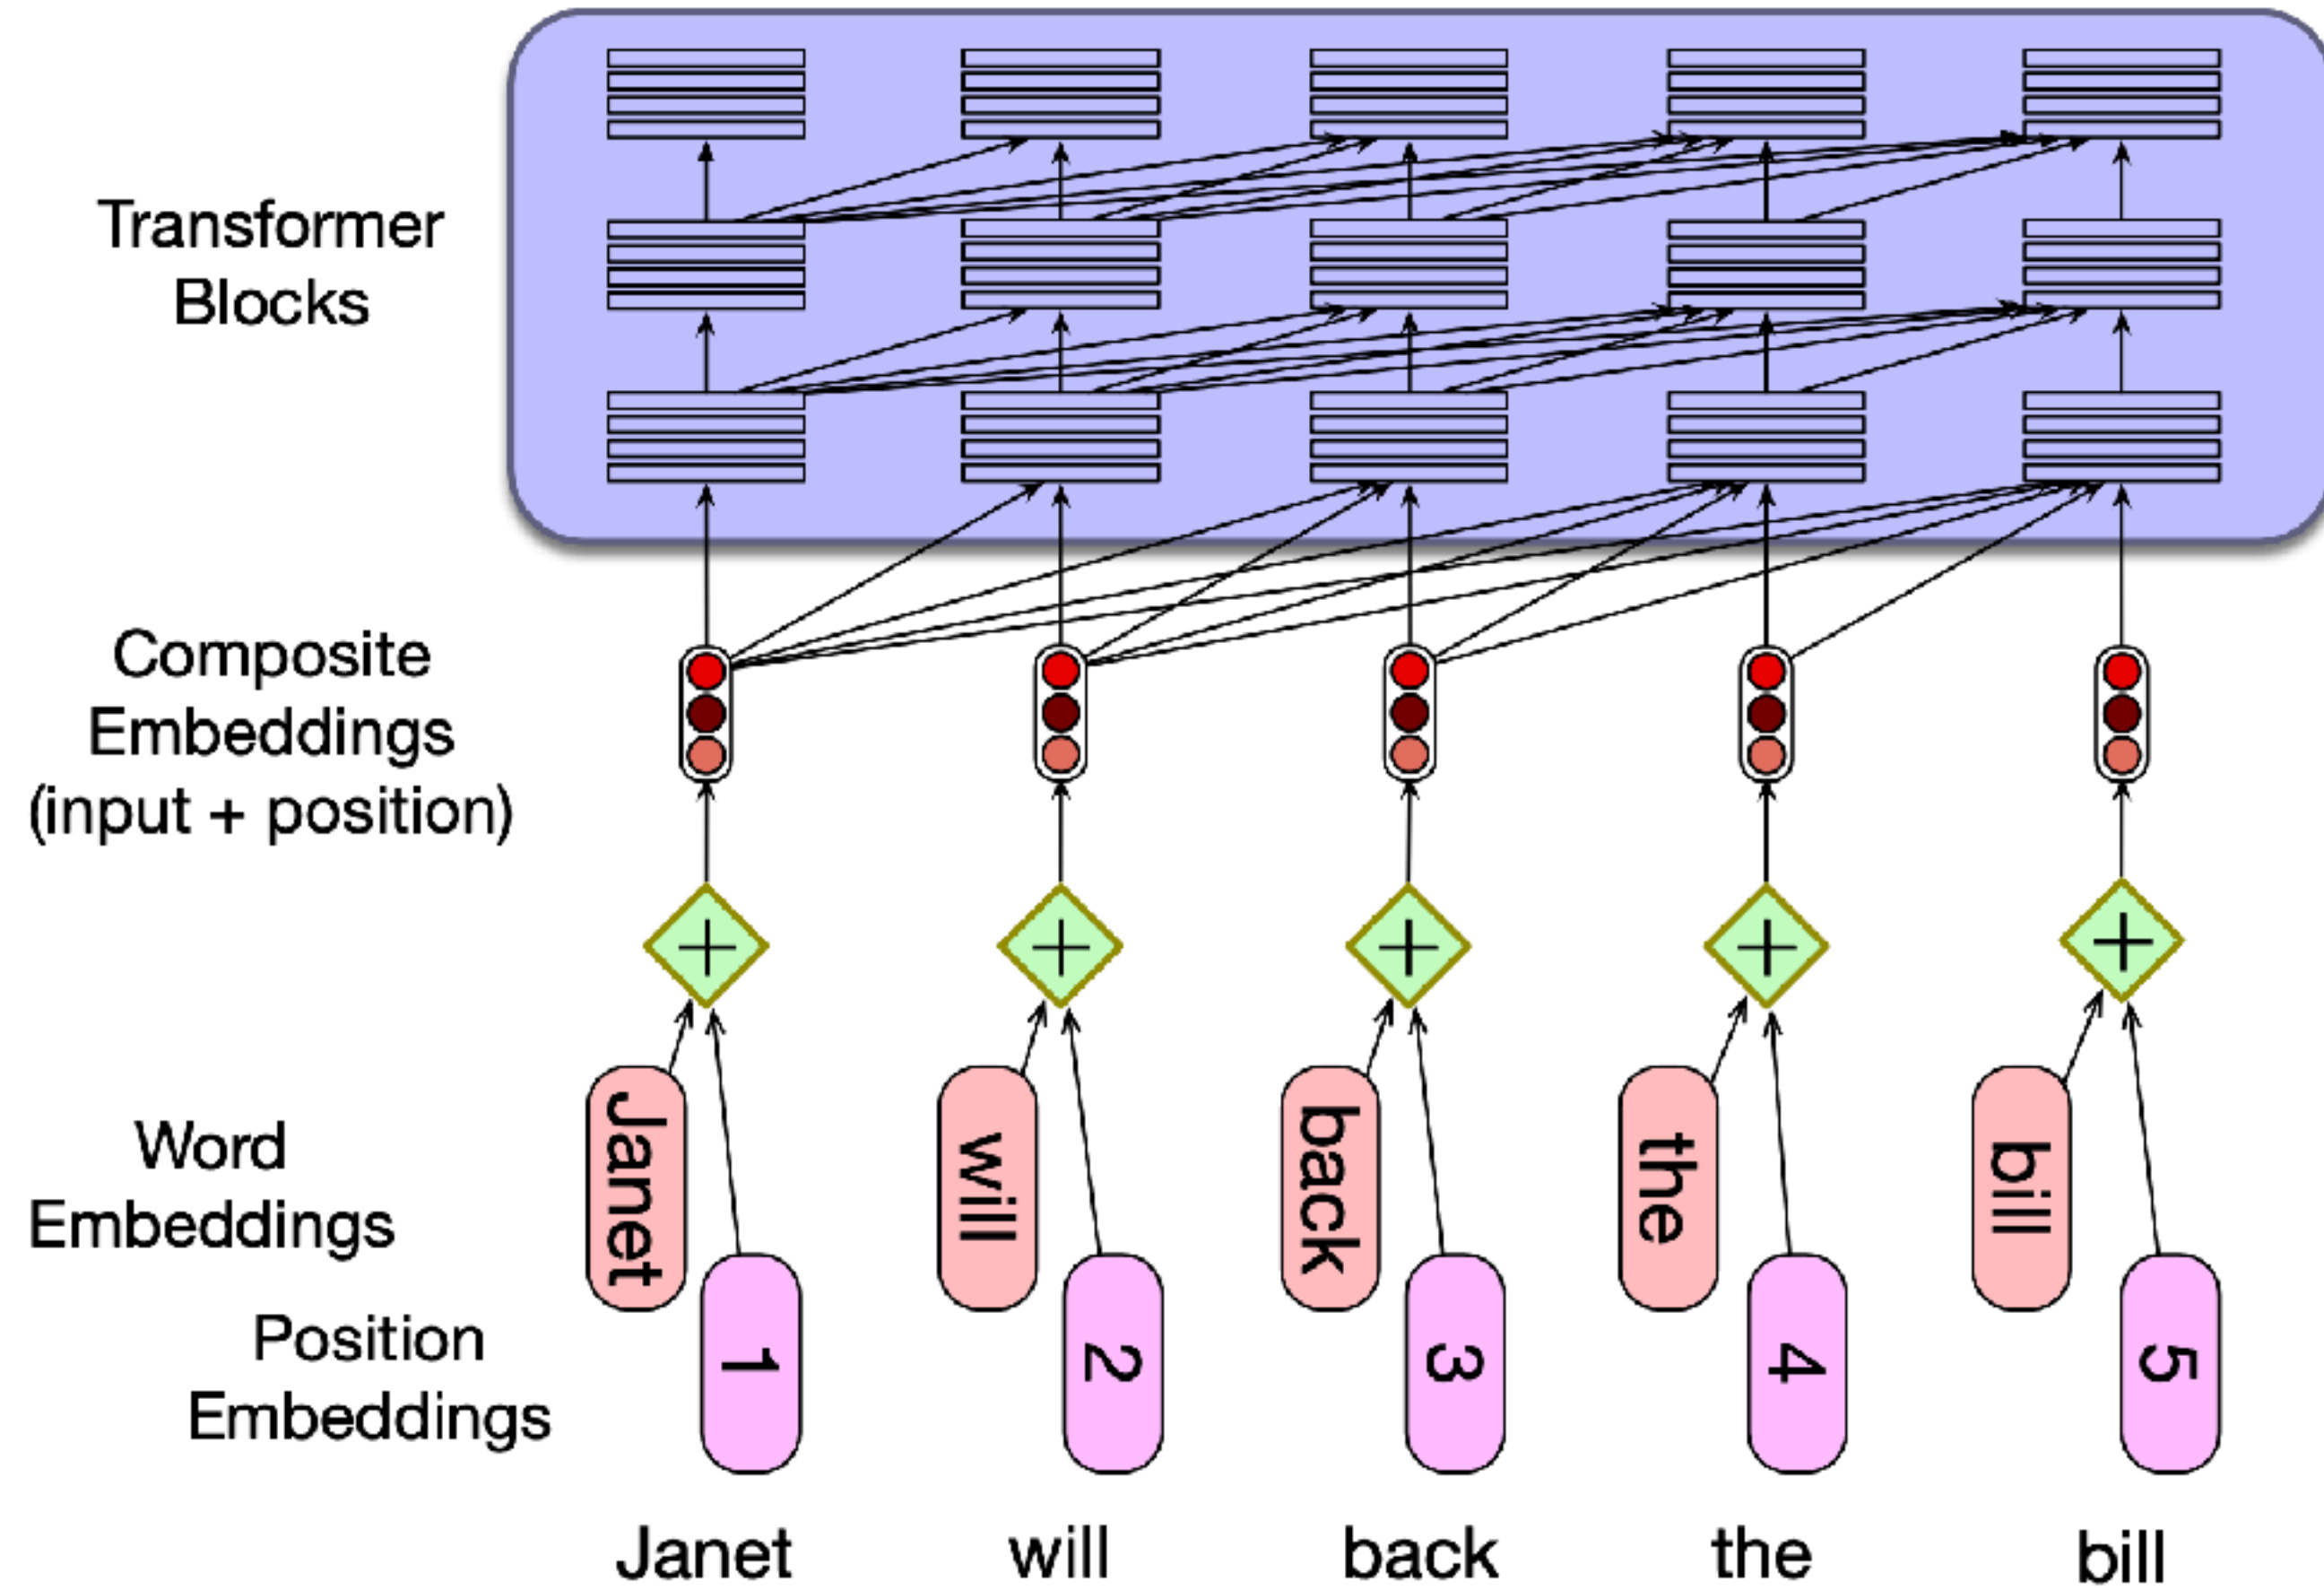 Transformer
Blocks
Composite
Embeddings
(input + position)
Word
Embeddings
Janet will back the bill
Position
Embeddings
1 2 3 4 5
Janet will back the bill